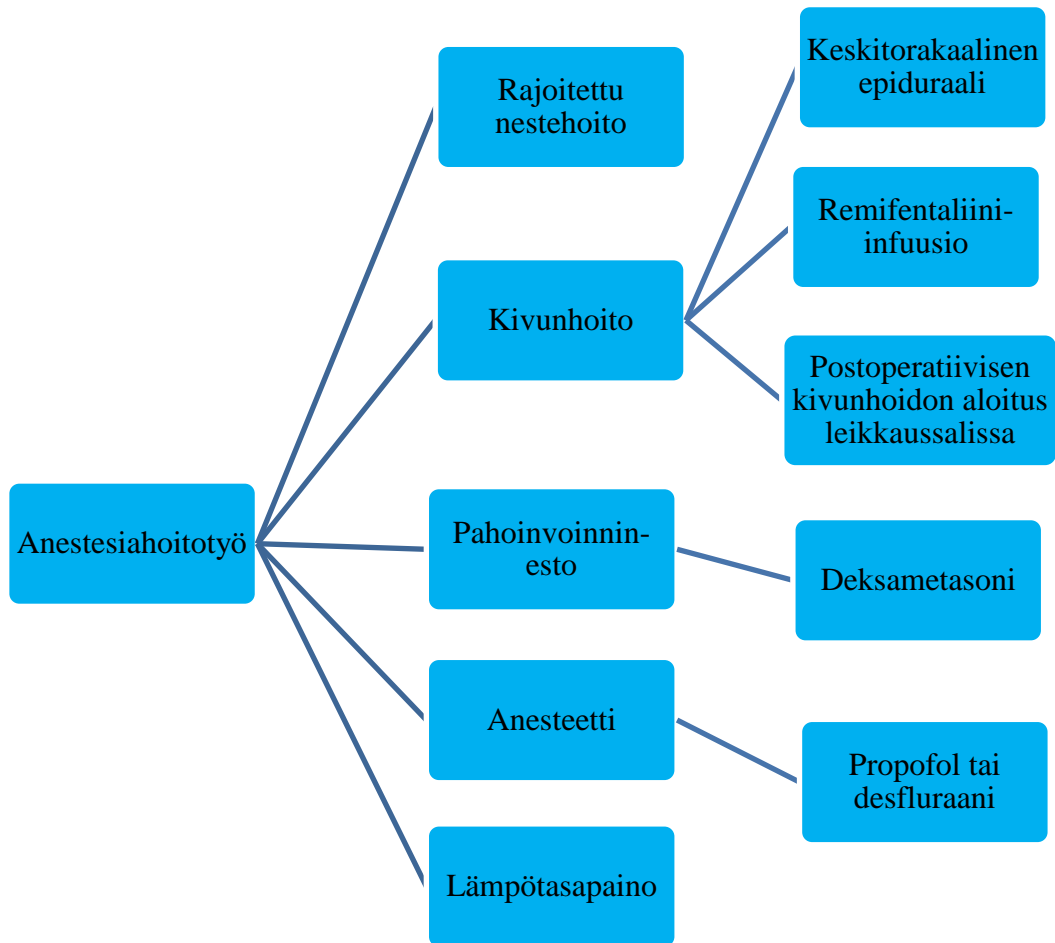 Keskitorakaalinen
epiduraali
Rajoitettu
nestehoito
Remifentaliini-
infuusio
Kivunhoito
Postoperatiivisen
kivunhoidon aloitus
leikkaussalissa
Anestesiahoitotyö
Pahoinvoinnin-
esto
Deksametasoni
Anesteetti
Propofol tai
desfluraani
Lämpötasapaino